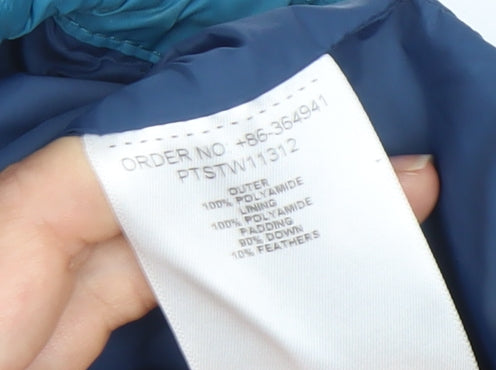 ORDER NO +86-364941
PTSTW11312
OUTER
100% POLYAMIDE
LINING
100% POLYAMIDE
PADDING
90% DOWN
10% FEATHERS